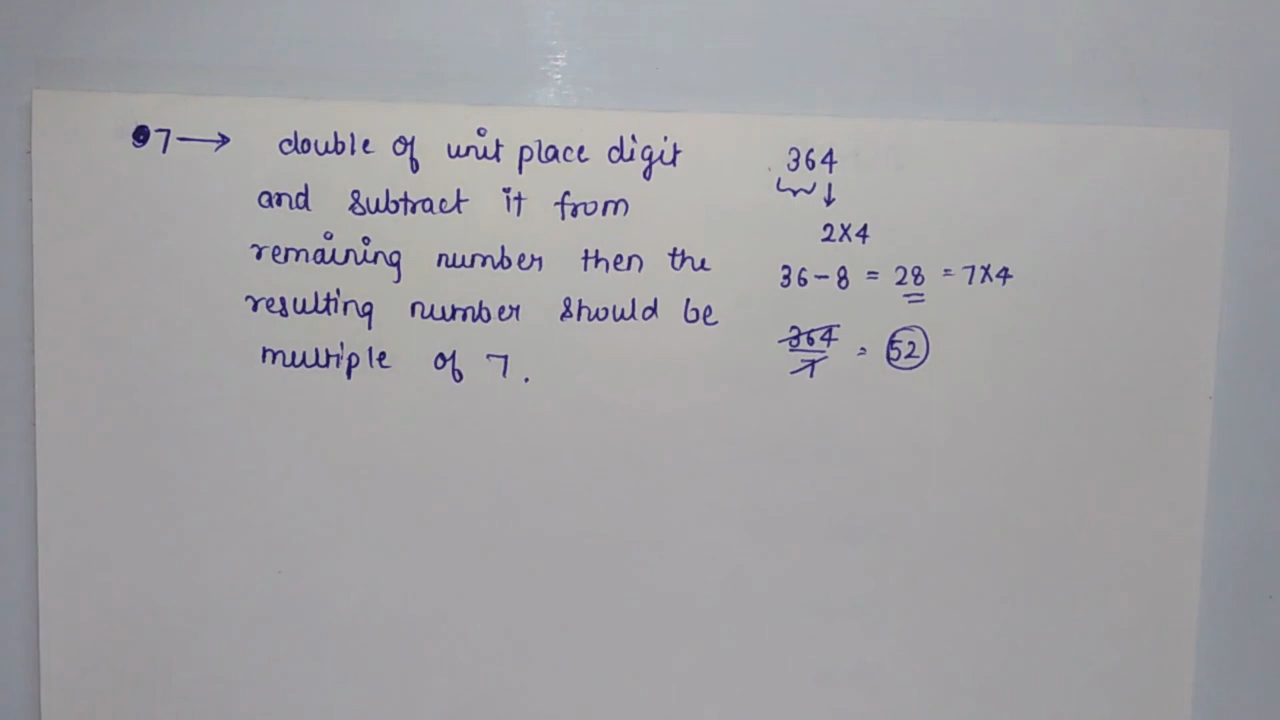 7 → double of unit place digit
and subtract it from
remaining number then the
resulting number should be
multiple of 7.
364
2×4
36-8 = 28 = 7×4
364/7 = 52